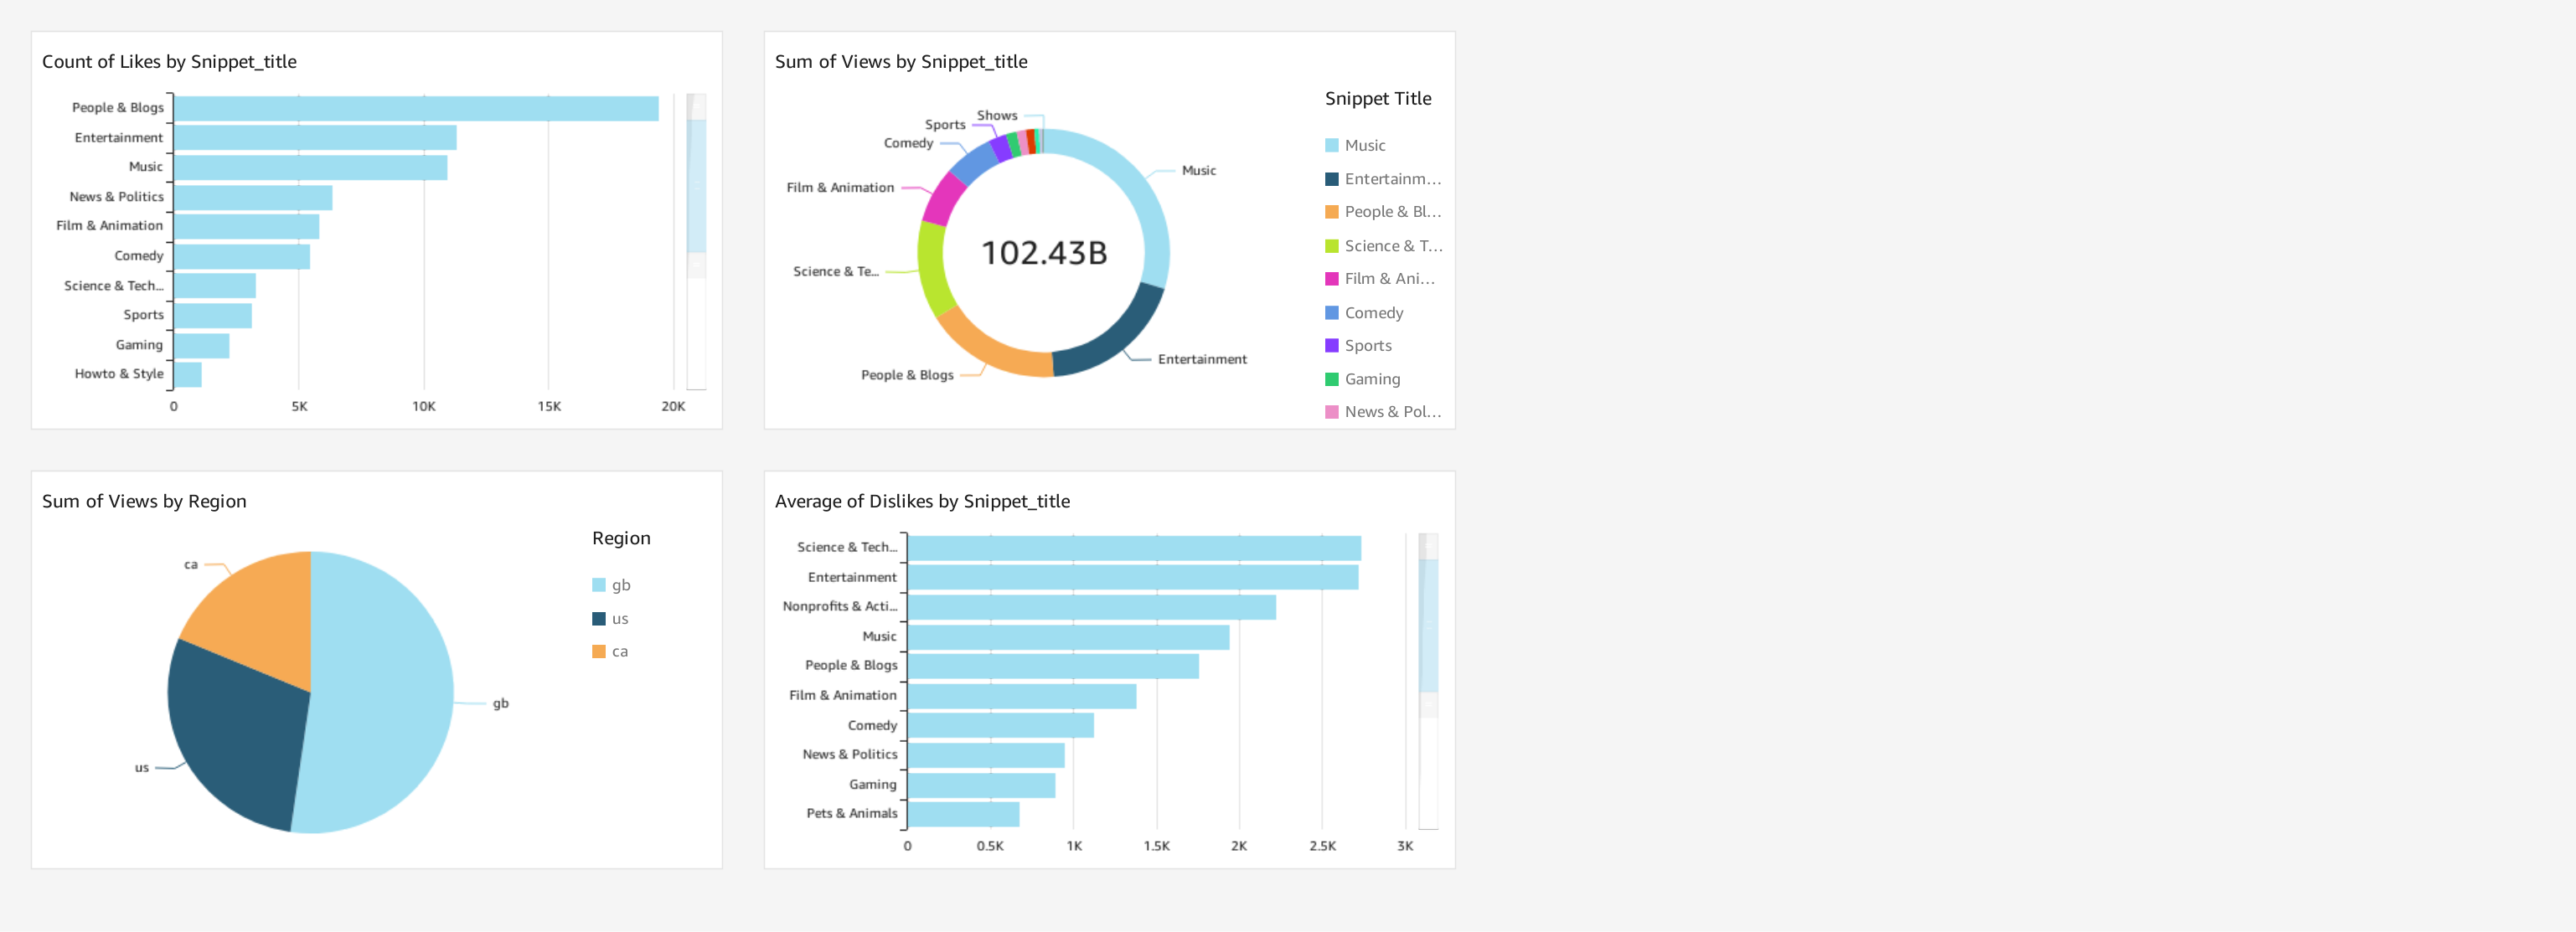 Count of Likes by Snippet_title
People & Blogs
Entertainment
Music
News & Politics
Film & Animation
Comedy
Science & Tech...
Sports
Gaming
Howto & Style
0 5K 10K 15K 20K
Sum of Views by Snippet_title
Shows
Sports
Comedy
Music
Film & Animation
102.43B
Science & Te...
Entertainment
People & Blogs
Snippet Title
Music
Entertainm...
People & Bl...
Science & T...
Film & Ani...
Comedy
Sports
Gaming
News & Pol...
Sum of Views by Region
ca
gb
us
Region
gb
us
ca
Average of Dislikes by Snippet_title
Science & Tech...
Entertainment
Nonprofits & Acti...
Music
People & Blogs
Film & Animation
Comedy
News & Politics
Gaming
Pets & Animals
0 0.5K 1K 1.5K 2K 2.5K 3K